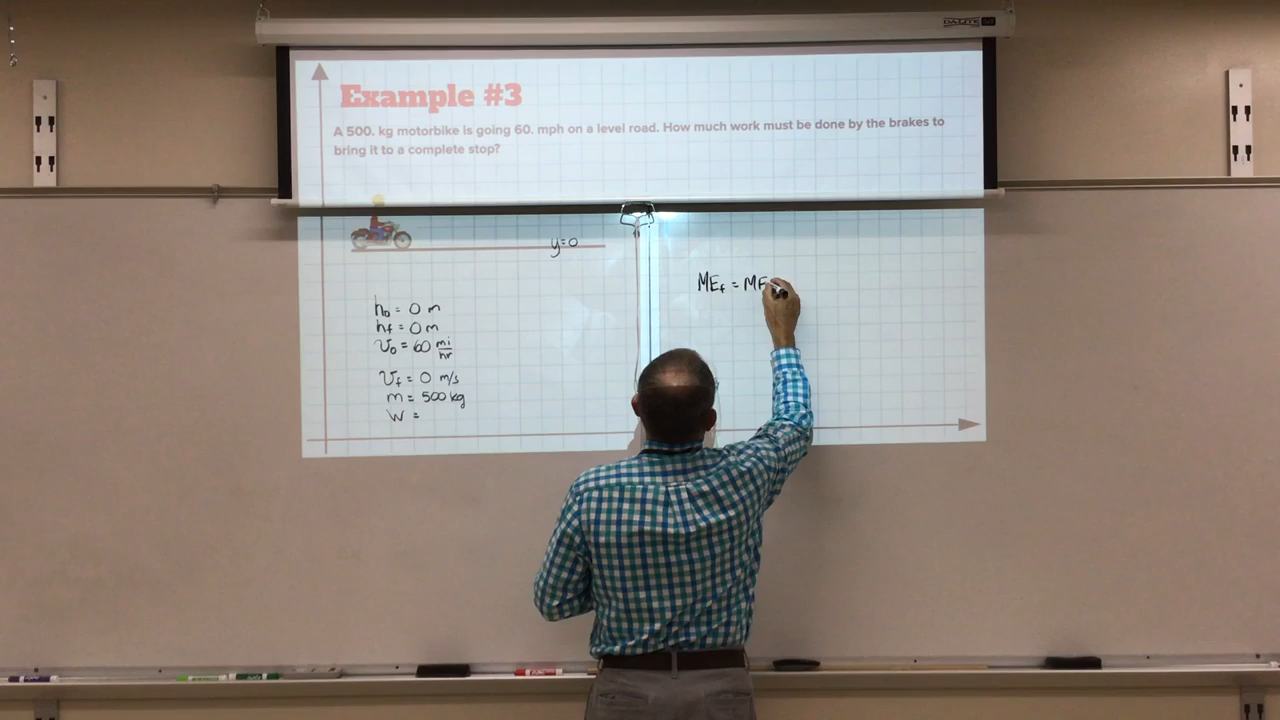 DA-LITE
Example #3
A 500. kg motorbike is going 60. mph on a level road. How much work must be done by the brakes to
bring it to a complete stop?
y=0
h₀ = 0 m
hf = 0 m
v₀ = 60 mi/hr
vf = 0 m/s
m = 500 kg
W =
MEf = ME